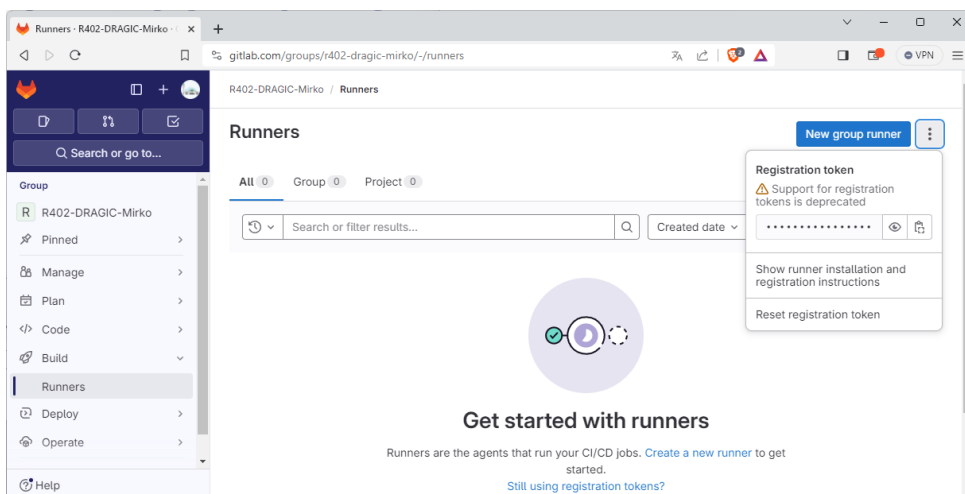 Runners · R402-DRAGIC-Mirko ·
gitlab.com/groups/r402-dragic-mirko/-/runners
VPN
R402-DRAGIC-Mirko / Runners
Search or go to...
Runners
New group runner
Registration token
Support for registration
tokens is deprecated
Show runner installation and
registration instructions
Reset registration token
All 0 Group 0 Project 0
Search or filter results...
Created date
Group
R R402-DRAGIC-Mirko
Pinned
Manage
Plan
Code
Build
Runners
Deploy
Operate
Help
Get started with runners
Runners are the agents that run your CI/CD jobs. Create a new runner to get
started.
Still using registration tokens?